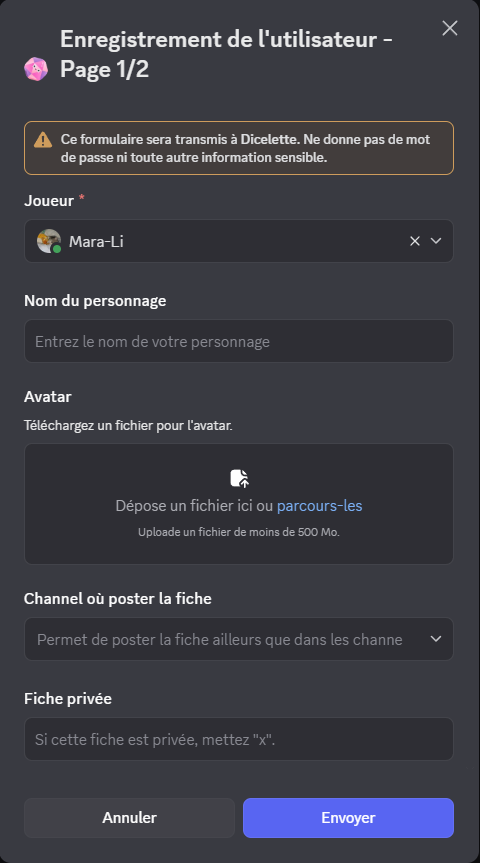 Enregistrement de l'utilisateur -
Page 1/2
Ce formulaire sera transmis à Dicelette. Ne donne pas de mot
de passe ni toute autre information sensible.
Joueur *
Mara-Li
Nom du personnage
Entrez le nom de votre personnage
Avatar
Téléchargez un fichier pour l'avatar.
Dépose un fichier ici ou parcours-les
Uploade un fichier de moins de 500 Mo.
Channel où poster la fiche
Permet de poster la fiche ailleurs que dans les channe
Fiche privée
Si cette fiche est privée, mettez "x".
Annuler
Envoyer